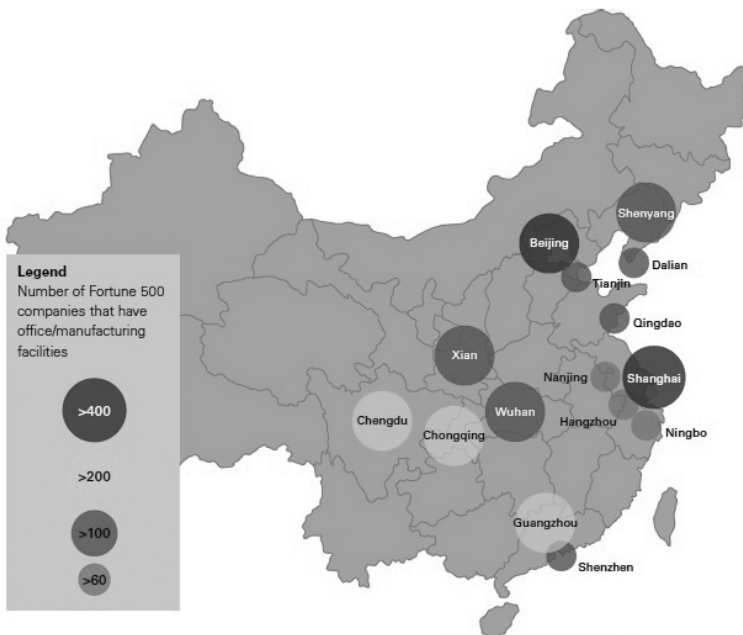 Legend
Number of Fortune 500
companies that have
office/manufacturing
facilities
>400
>200
>100
>60
Shenyang
Beijing
Dalian
Tianjin
Qingdao
Xian
Nanjing
Shanghai
Wuhan
Chengdu
Chongqing
Hangzhou
Ningbo
Guangzhou
Shenzhen